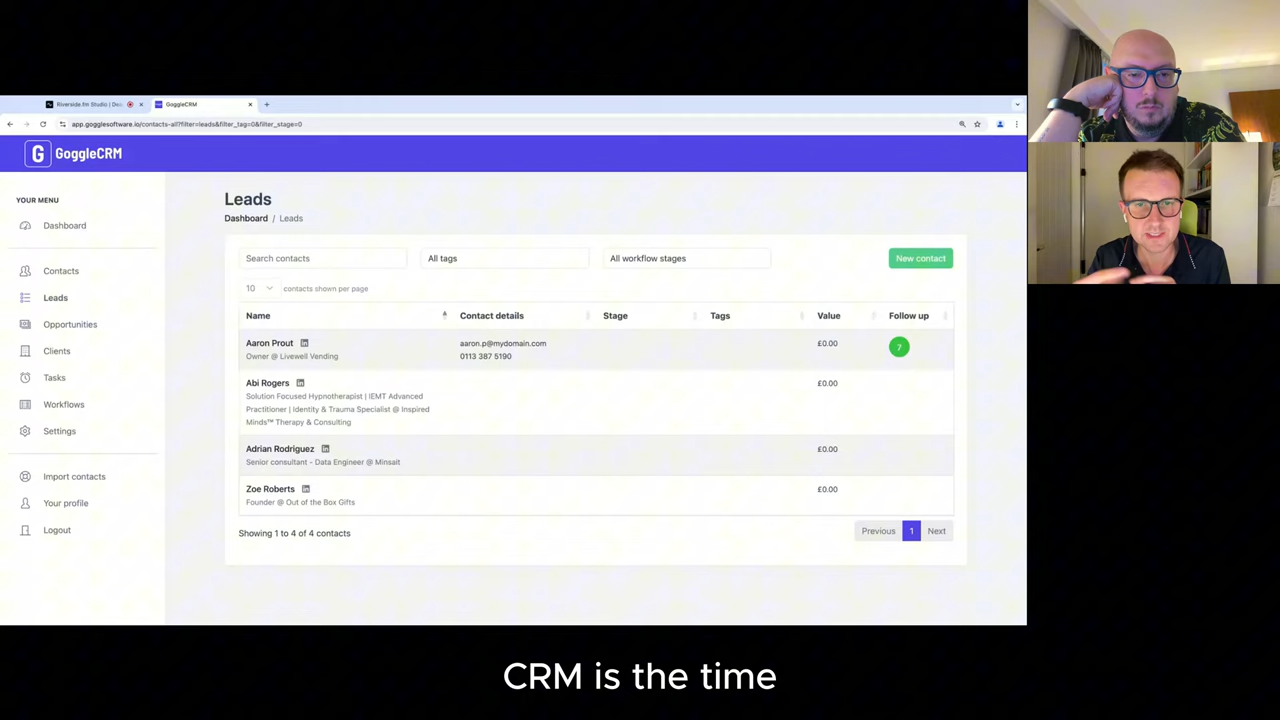 Riverside.fm Studio | Dea
GoggleCRM
app.gogglesoftware.io/contacts-all?filter=leads&filter_tag=0&filter_stage=0
G GoggleCRM
YOUR MENU
Dashboard
Contacts
Leads
Opportunities
Clients
Tasks
Workflows
Settings
Import contacts
Your profile
Logout
Leads
Dashboard / Leads
Search contacts
All tags
All workflow stages
New contact
10 contacts shown per page
Name Contact details Stage Tags Value Follow up
Aaron Prout aaron.p@mydomain.com £0.00 7
Owner @ Livewell Vending 0113 387 5190
Abi Rogers £0.00
Solution Focused Hypnotherapist | IEMT Advanced
Practitioner | Identity & Trauma Specialist @ Inspired
Minds™ Therapy & Consulting
Adrian Rodriguez £0.00
Senior consultant - Data Engineer @ Minsait
Zoe Roberts £0.00
Founder @ Out of the Box Gifts
Showing 1 to 4 of 4 contacts
Previous 1 Next
CRM is the time